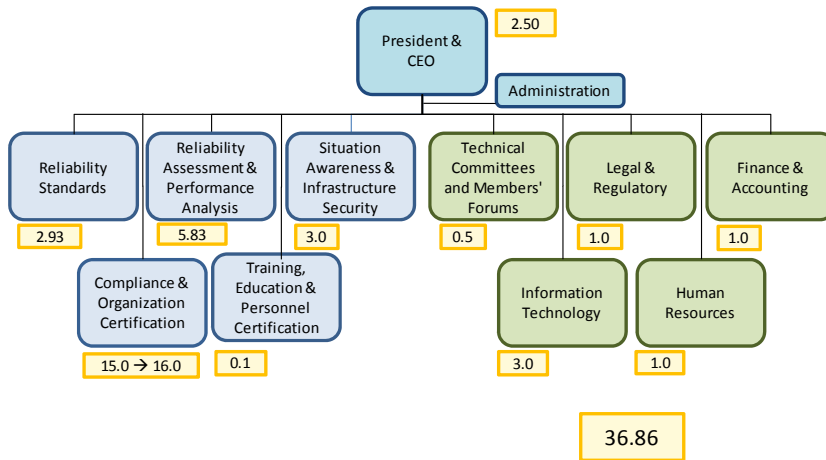 President &
CEO
2.50
Administration
Reliability
Standards
2.93
Reliability
Assessment &
Performance
Analysis
5.83
Situation
Awareness &
Infrastructure
Security
3.0
Technical
Committees
and Members'
Forums
0.5
Legal &
Regulatory
1.0
Finance &
Accounting
1.0
Compliance &
Organization
Certification
15.0 → 16.0
Training,
Education &
Personnel
Certification
0.1
Information
Technology
3.0
Human
Resources
1.0
36.86